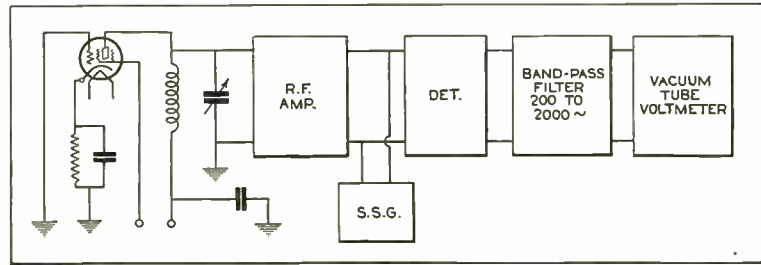 R.F.
AMP.
DET.
BAND-PASS
FILTER
200 TO
2000~
VACUUM
TUBE
VOLTMETER
S.S.G.